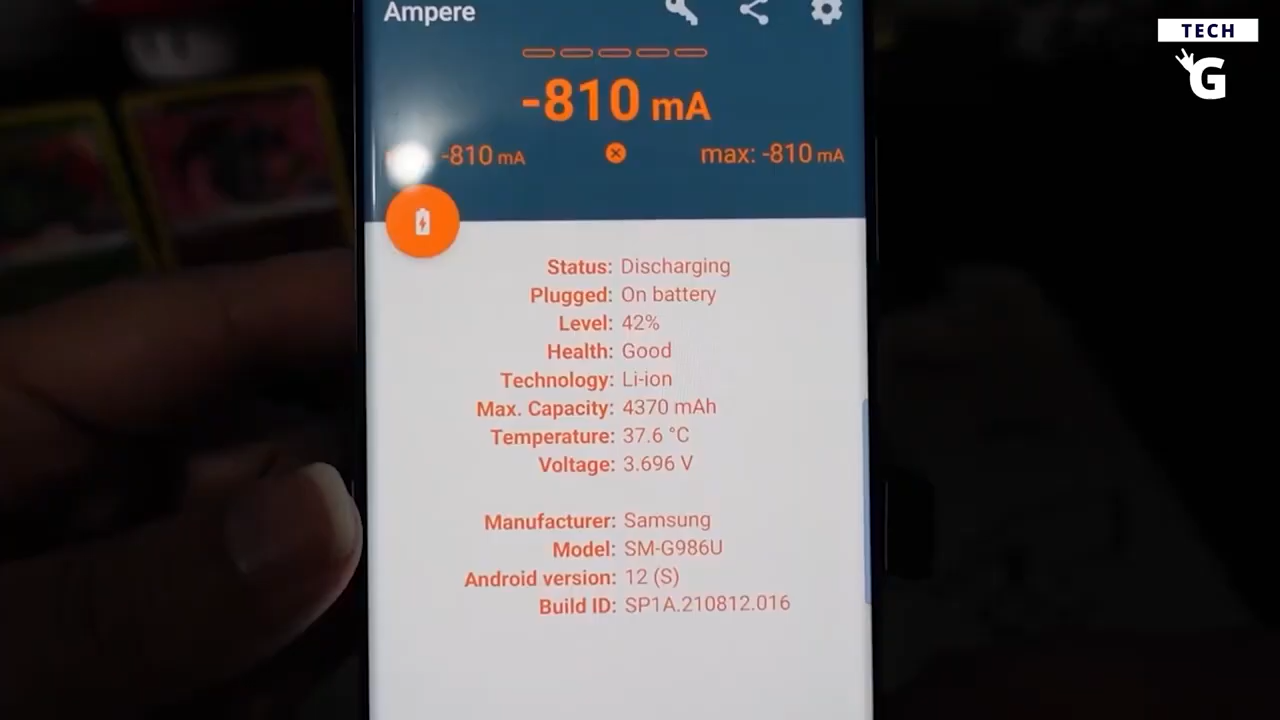 Ampere
TECH
G
-810 mA
-810 mA
max: -810 mA
Status: Discharging
Plugged: On battery
Level: 42%
Health: Good
Technology: Li-ion
Max. Capacity: 4370 mAh
Temperature: 37.6 °C
Voltage: 3.696 V
Manufacturer: Samsung
Model: SM-G986U
Android version: 12 (S)
Build ID: SP1A.210812.016